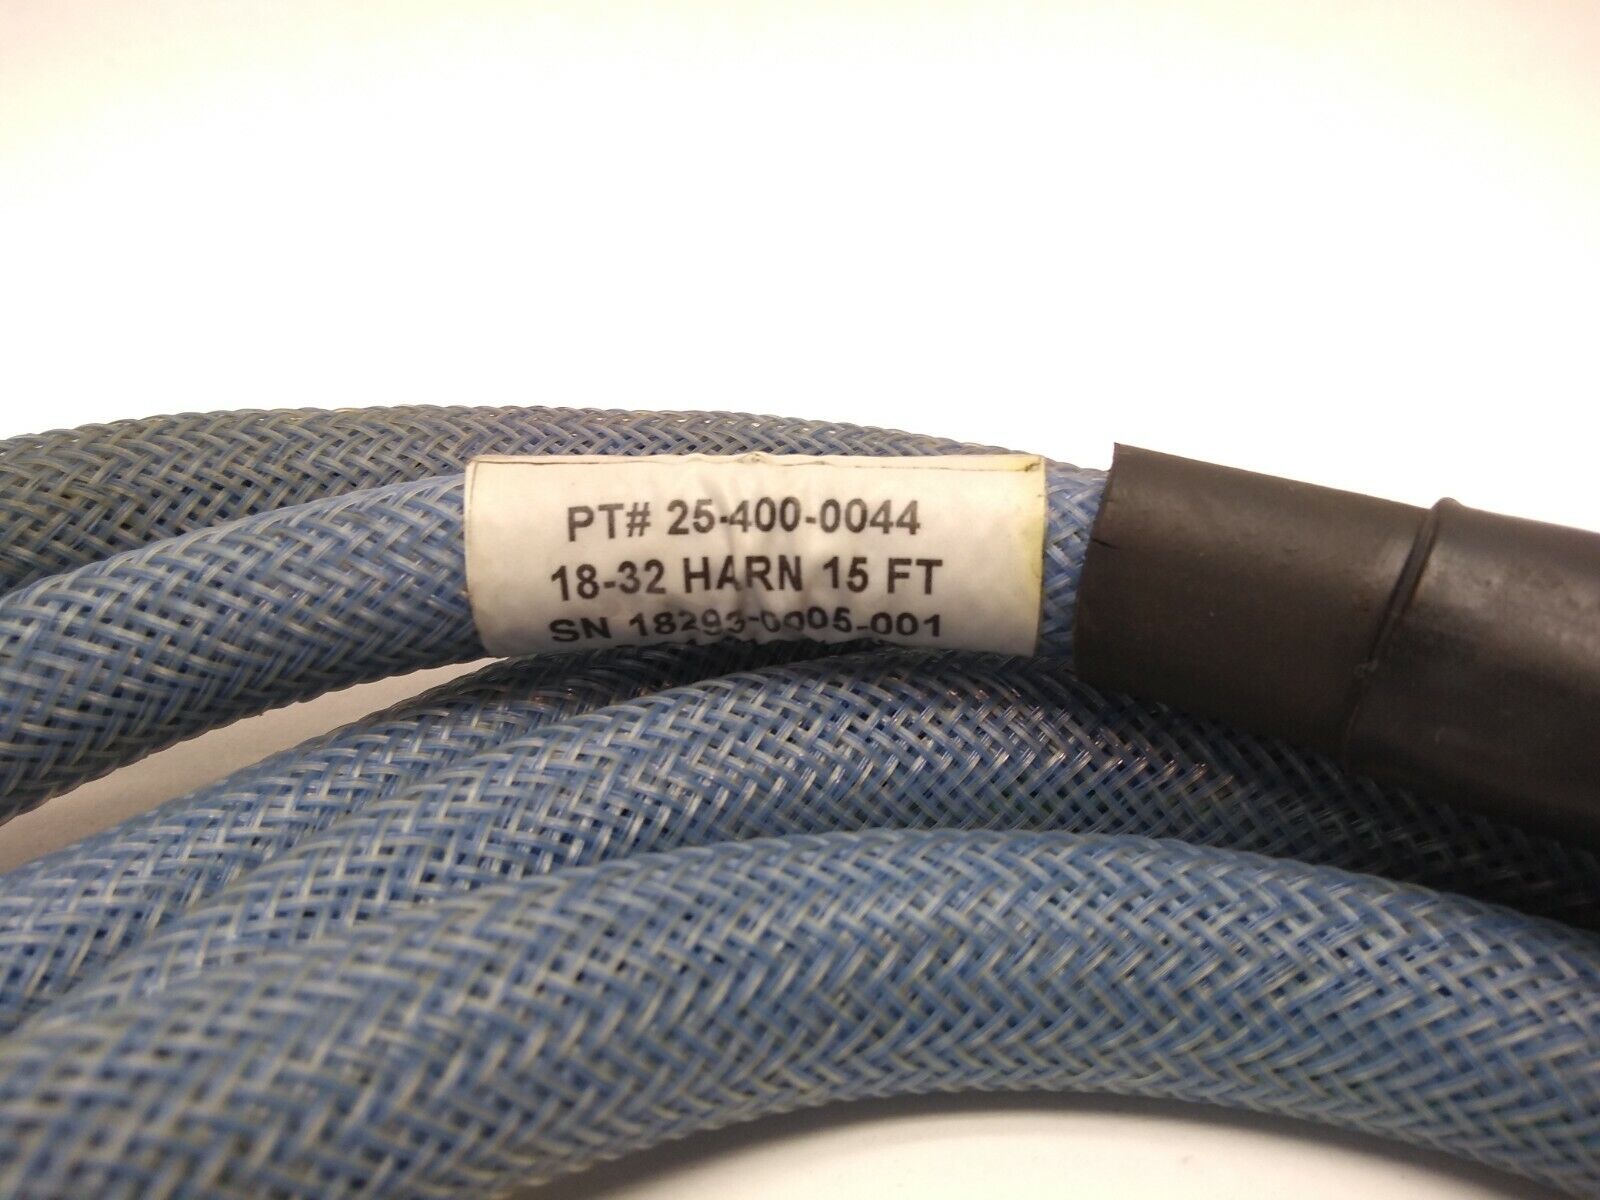 PT# 25-400-0044
18-32 HARN 15 FT
SN 18293-0005-001